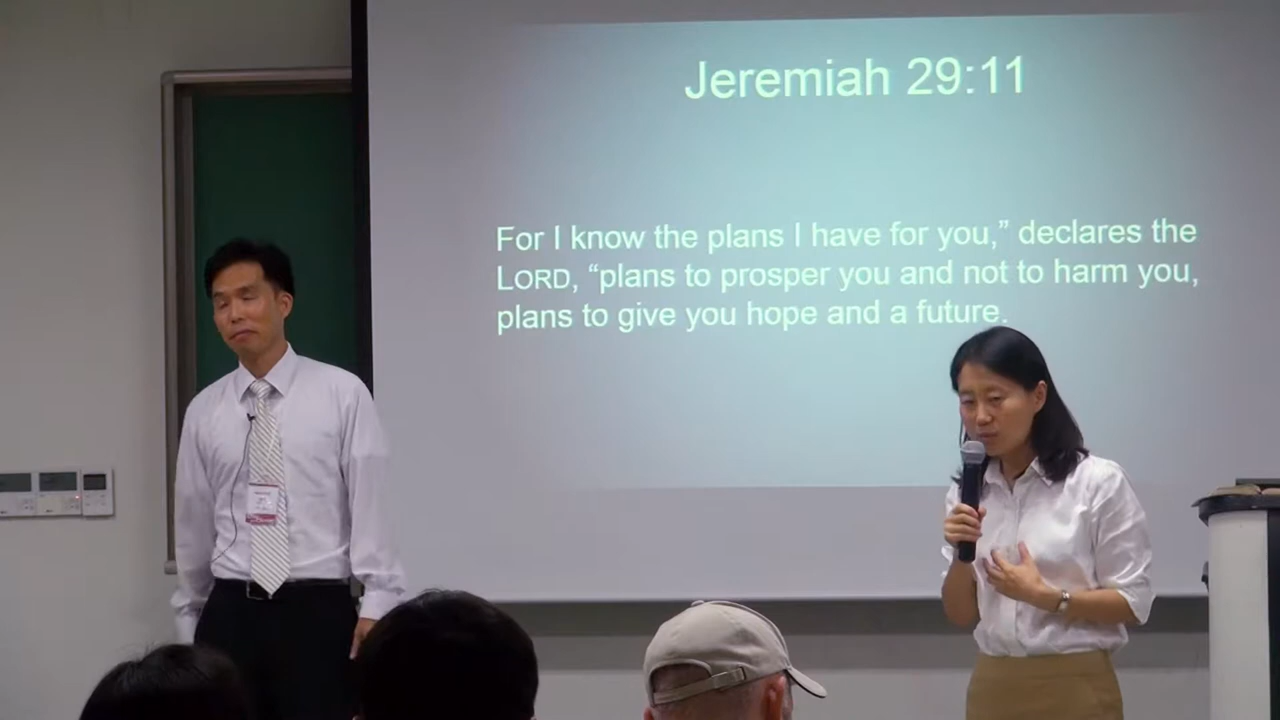 Jeremiah 29:11
For I know the plans I have for you,” declares the
LORD, “plans to prosper you and not to harm you,
plans to give you hope and a future.